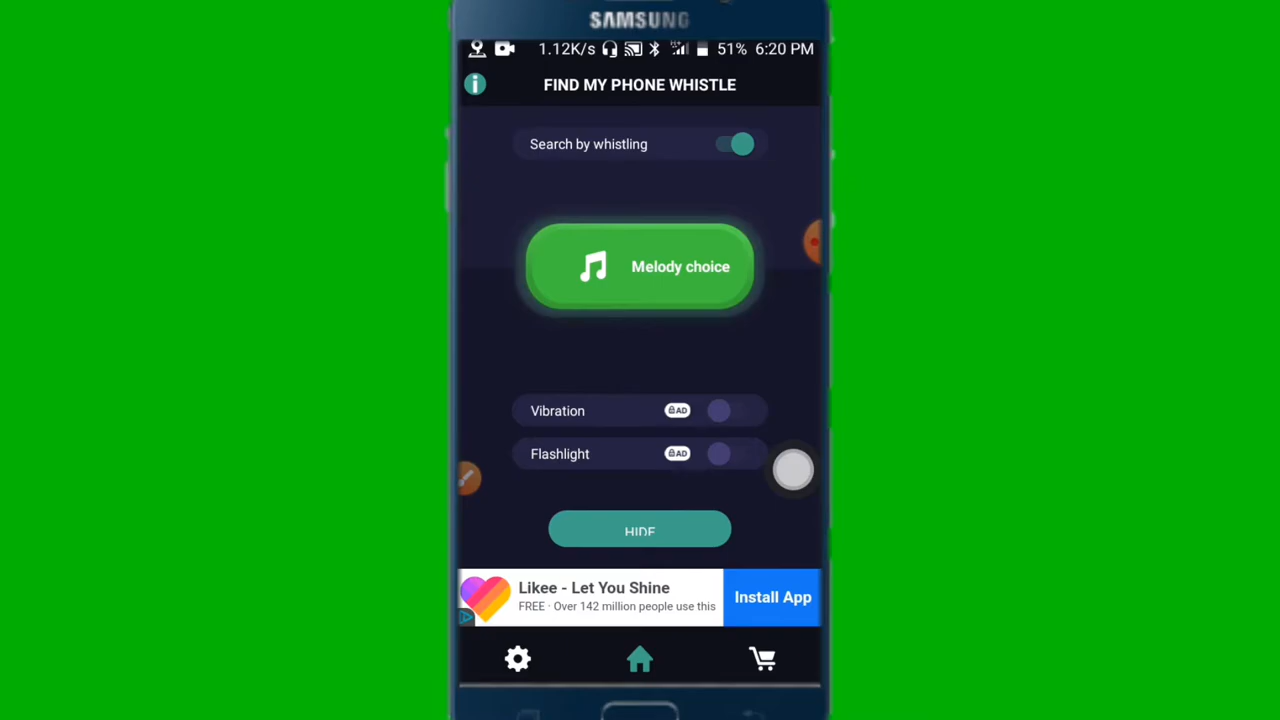 SAMSUNG
1.12K/s 51% 6:20 PM
FIND MY PHONE WHISTLE
Search by whistling
Melody choice
Vibration AD
Flashlight AD
HIDE
Likee - Let You Shine
FREE · Over 142 million people use this
Install App